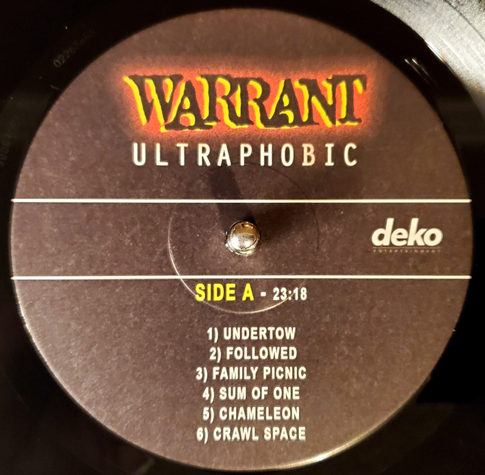 WARRANT
ULTRAPHOBIC
deko
ENTERTAINMENT
SIDE A - 23:18
1) UNDERTOW
2) FOLLOWED
3) FAMILY PICNIC
4) SUM OF ONE
5) CHAMELEON
6) CRAWL SPACE